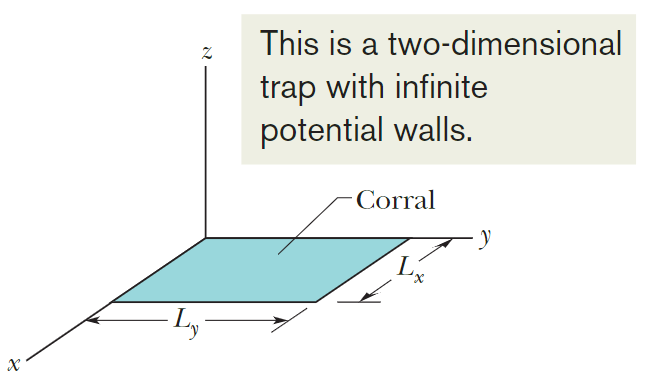 This is a two-dimensional
trap with infinite
potential walls.
z
Corral
y
Lx
Ly
x